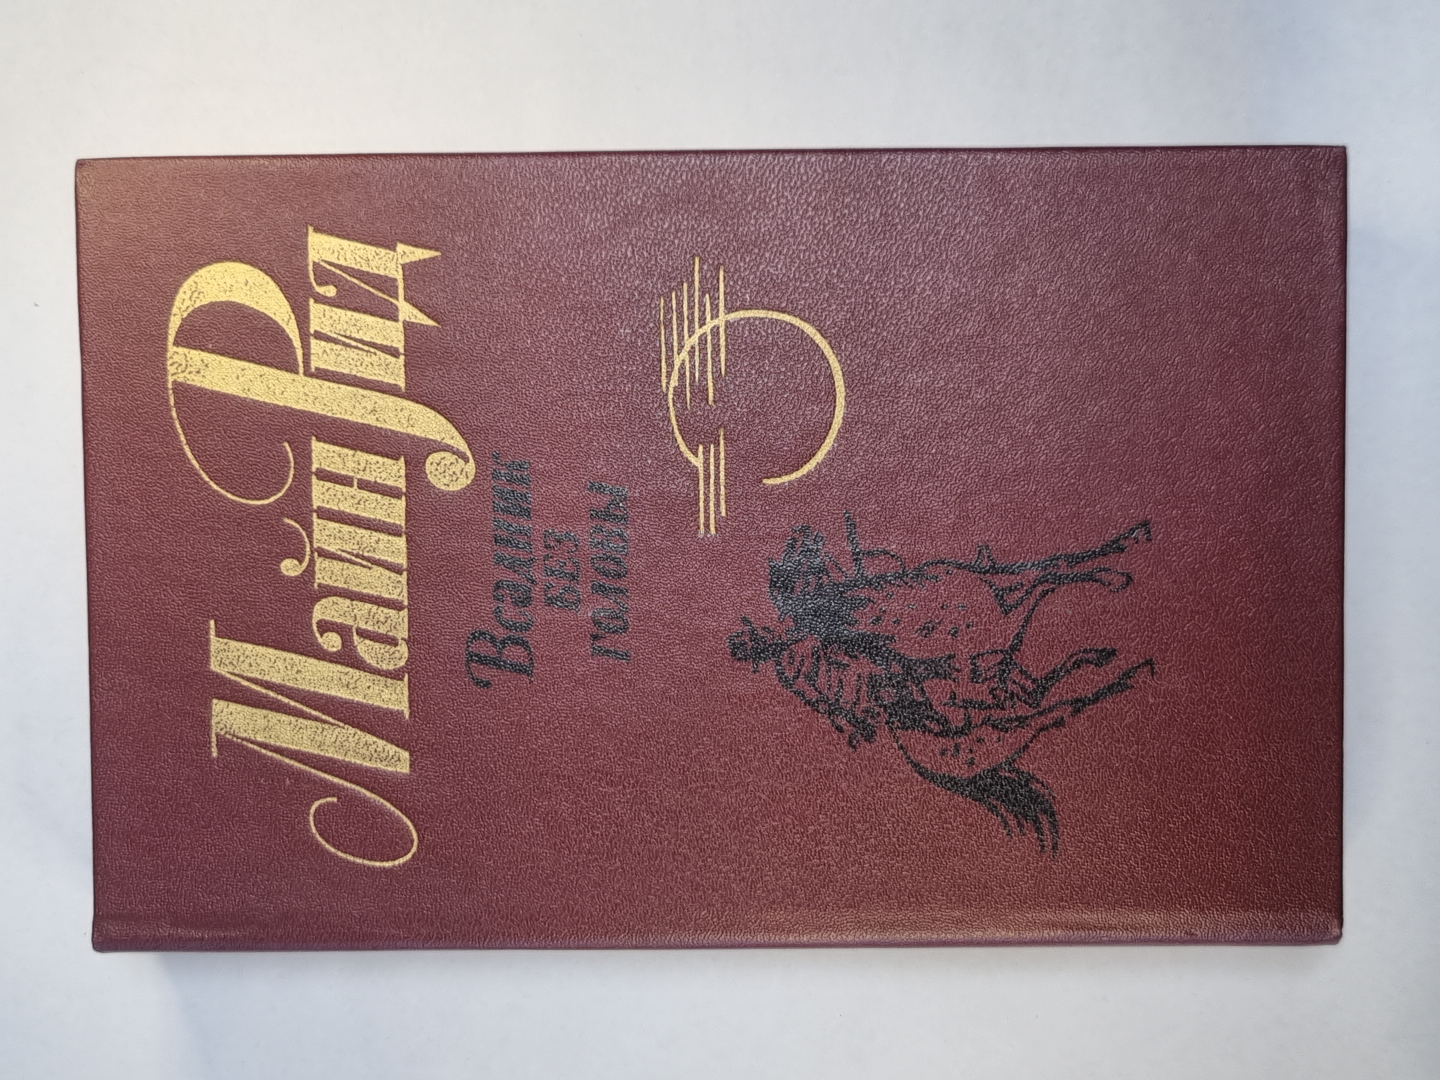 Майн Рид
Всадник
без
головы